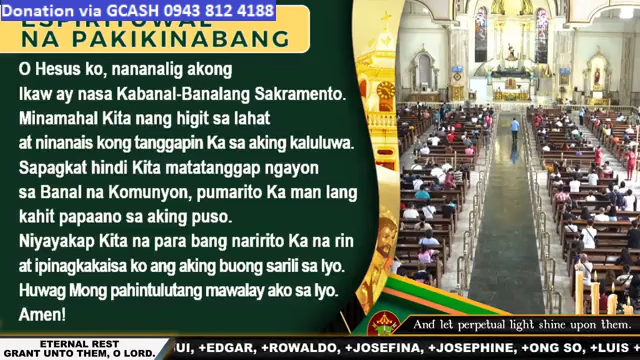 Donation via GCASH 0943 812 4188
ESPIRITUWAL
NA PAKIKINABANG
O Hesus ko, nananalig akong
Ikaw ay nasa Kabanal-Banalang Sakramento.
Minamahal Kita nang higit sa lahat
at ninanais kong tanggapin Ka sa aking kaluluwa.
Sapagkat hindi Kita matatanggap ngayon
sa Banal na Komunyon, pumarito Ka man lang
kahit papaano sa aking puso.
Niyayakap Kita na para bang naririto Ka na rin
at ipinagkakaisa ko ang aking buong sarili sa Iyo.
Huwag Mong pahintulutang mawalay ako sa Iyo.
Amen!
And let perpetual light shine upon them.
ETERNAL REST
GRANT UNTO THEM, O LORD.
UI, +EDGAR, +ROWALDO, +JOSEFINA, +JOSEPHINE, +ONG SO, +LUIS +